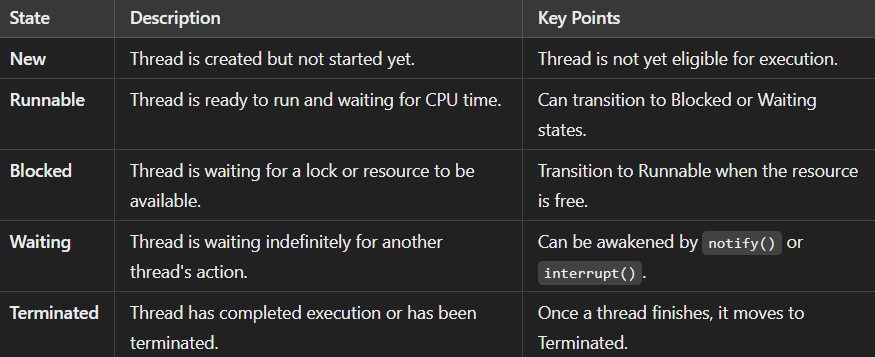 State Description Key Points
New Thread is created but not started yet. Thread is not yet eligible for execution.
Runnable Thread is ready to run and waiting for CPU time. Can transition to Blocked or Waiting
states.
Blocked Thread is waiting for a lock or resource to be Transition to Runnable when the resource
available. is free.
Waiting Thread is waiting indefinitely for another Can be awakened by notify() or
thread's action. interrupt().
Terminated Thread has completed execution or has been Once a thread finishes, it moves to
terminated. Terminated.